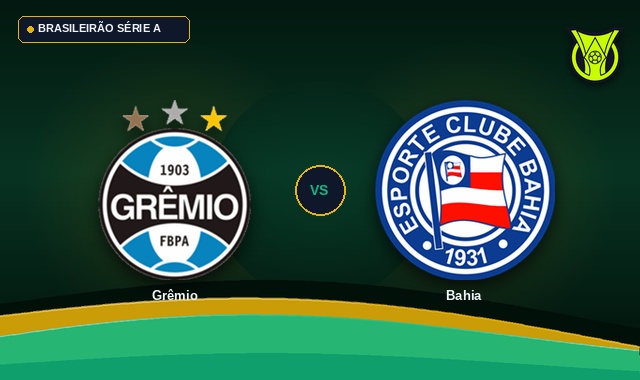 BRASILEIRÃO SÉRIE A
1903
GRÊMIO
FBPA
VS
ESPORTE CLUBE BAHIA
1931
Grêmio
Bahia